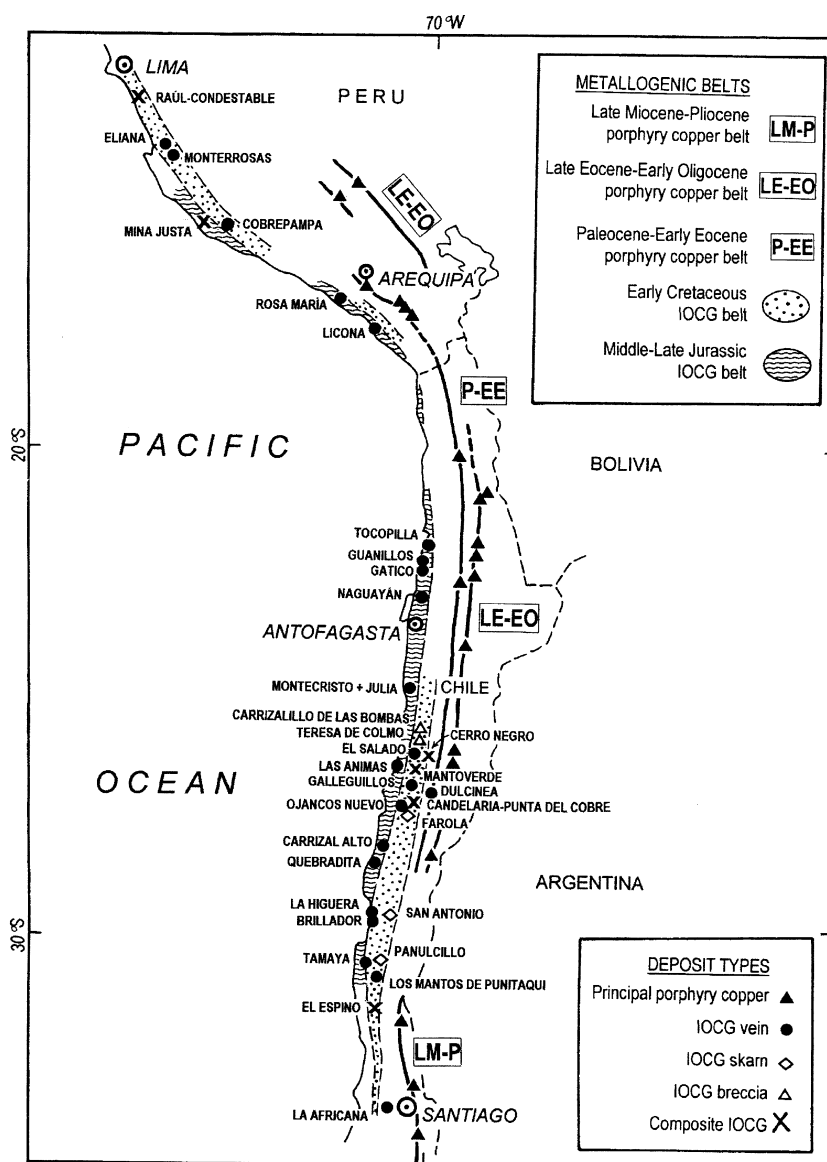 70°W
LIMA
RAÚL-CONDESTABLE
PERU
ELIANA
MONTERROSAS
MINA JUSTA
COBREPAMPA
LE-EO
AREQUIPA
ROSA MARÍA
LICONA
METALLOGENIC BELTS
Late Miocene-Pliocene
porphyry copper belt
LM-P
Late Eocene-Early Oligocene
porphyry copper belt
LE-EO
Paleocene-Early Eocene
porphyry copper belt
P-EE
Early Cretaceous
IOCG belt
Middle-Late Jurassic
IOCG belt
P-EE
20°S
PACIFIC
BOLIVIA
TOCOPILLA
GUANILLOS
GATICO
NAGUAYÁN
ANTOFAGASTA
LE-EO
MONTECRISTO + JULIA
CHILE
CARRIZALILLO DE LAS BOMBAS
TERESA DE COLMO
CERRO NEGRO
EL SALADO
LAS ANIMAS
MANTOVERDE
GALLEGUILLOS
DULCINEA
OJANCOS NUEVO
CANDELARIA-PUNTA DEL COBRE
FAROLA
OCEAN
CARRIZAL ALTO
QUEBRADITA
ARGENTINA
LA HIGUERA
BRILLADOR
SAN ANTONIO
30°S
TAMAYA
PANULCILLO
LOS MANTOS DE PUNITAQUI
EL ESPINO
LM-P
LA AFRICANA
SANTIAGO
DEPOSIT TYPES
Principal porphyry copper
IOCG vein
IOCG skarn
IOCG breccia
Composite IOCG